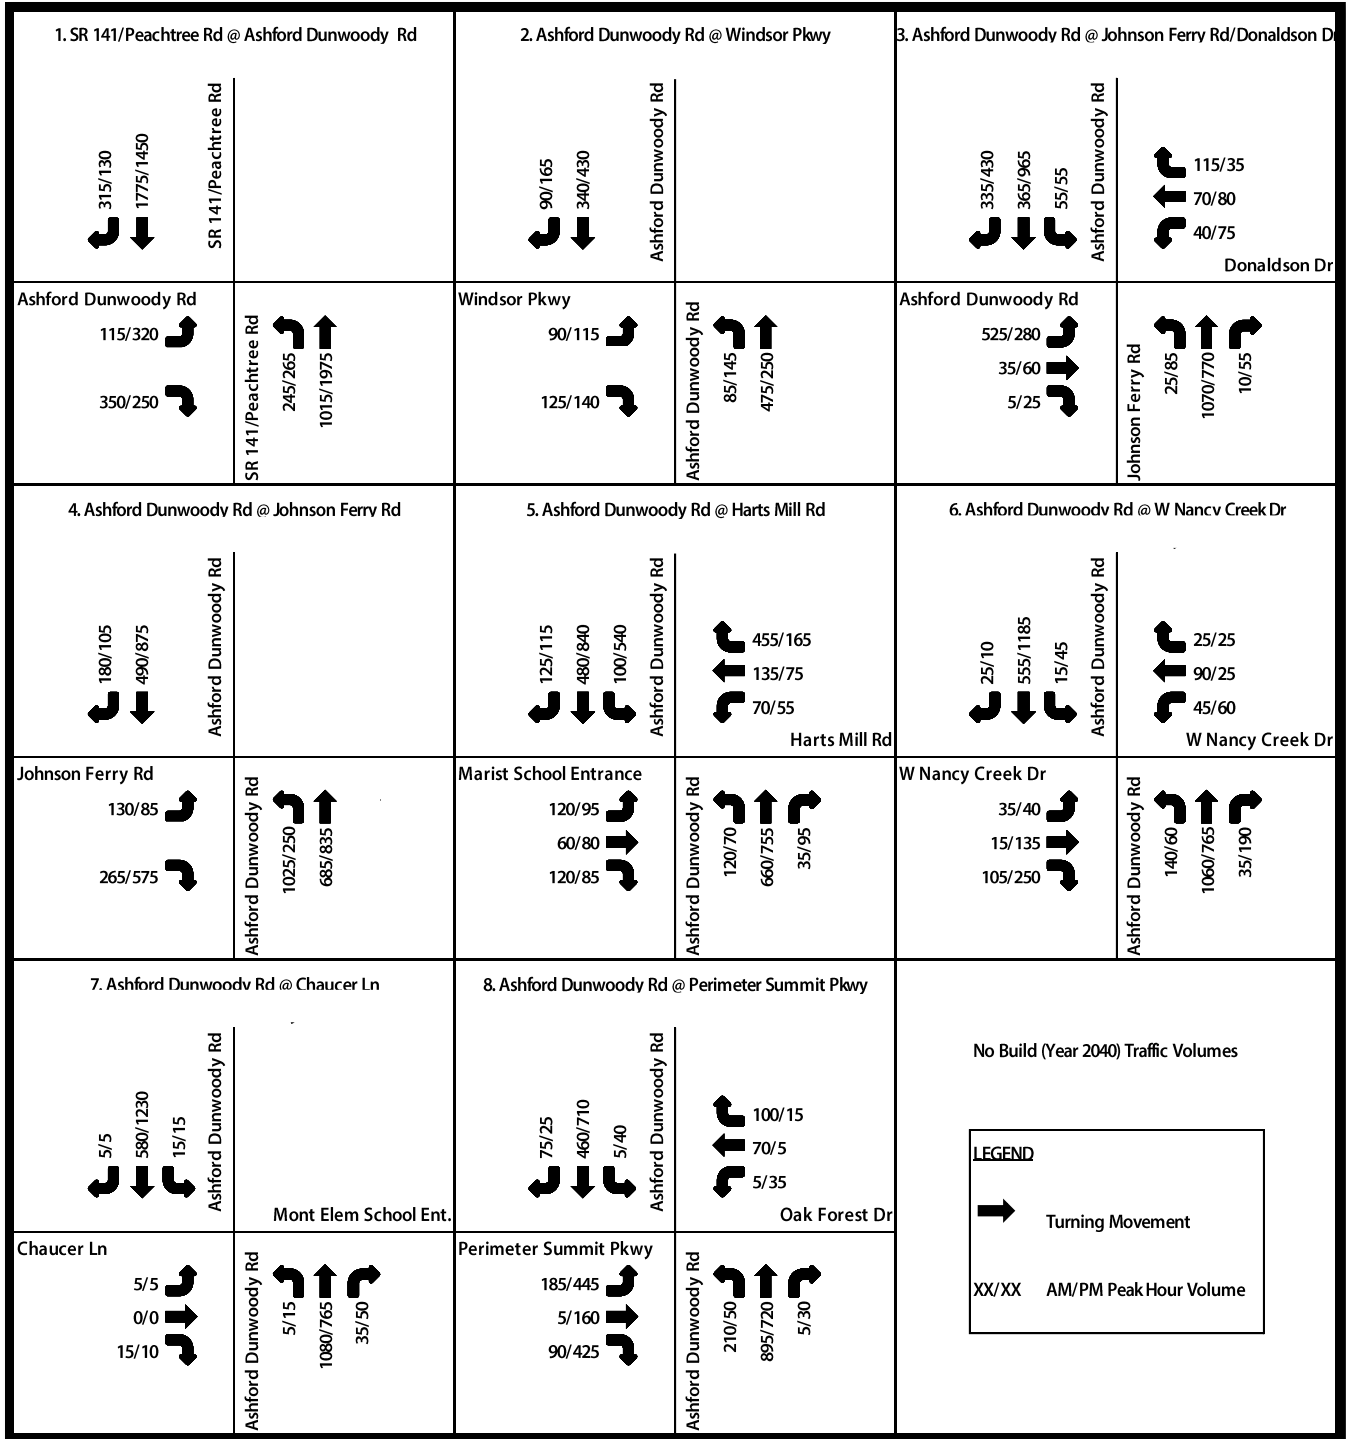 1. SR 141/Peachtree Rd @ Ashford Dunwoody Rd
315/130
1775/1450
SR 141/Peachtree Rd
Ashford Dunwoody Rd
115/320
350/250
SR 141/Peachtree Rd
245/265
1015/1975
2. Ashford Dunwoody Rd @ Windsor Pkwy
90/165
340/430
Ashford Dunwoody Rd
Windsor Pkwy
90/115
125/140
Ashford Dunwoody Rd
85/145
475/250
3. Ashford Dunwoody Rd @ Johnson Ferry Rd/Donaldson Dr
335/430
365/965
55/55
Ashford Dunwoody Rd
115/35
70/80
40/75
Donaldson Dr
Ashford Dunwoody Rd
525/280
35/60
5/25
Johnson Ferry Rd
25/85
1070/770
10/55
4. Ashford Dunwoody Rd @ Johnson Ferry Rd
180/105
490/875
Ashford Dunwoody Rd
Johnson Ferry Rd
130/85
265/575
Ashford Dunwoody Rd
1025/250
685/835
5. Ashford Dunwoody Rd @ Harts Mill Rd
125/115
480/840
100/540
Ashford Dunwoody Rd
455/165
135/75
70/55
Harts Mill Rd
Marist School Entrance
120/95
60/80
120/85
Ashford Dunwoody Rd
120/70
660/755
35/95
6. Ashford Dunwoody Rd @ W Nancy Creek Dr
25/10
555/1185
15/45
Ashford Dunwoody Rd
25/25
90/25
45/60
W Nancy Creek Dr
W Nancy Creek Dr
35/40
15/135
105/250
Ashford Dunwoody Rd
140/60
1060/765
35/190
7. Ashford Dunwoody Rd @ Chaucer Ln
5/5
580/1230
15/15
Ashford Dunwoody Rd
Mont Elem School Ent.
Chaucer Ln
5/5
0/0
15/10
Ashford Dunwoody Rd
5/15
1080/765
35/50
8. Ashford Dunwoody Rd @ Perimeter Summit Pkwy
75/25
460/710
5/40
Ashford Dunwoody Rd
100/15
70/5
5/35
Oak Forest Dr
Perimeter Summit Pkwy
185/445
5/160
90/425
Ashford Dunwoody Rd
210/50
895/720
5/30
No Build (Year 2040) Traffic Volumes
LEGEND
Turning Movement
XX/XX AM/PM Peak Hour Volume